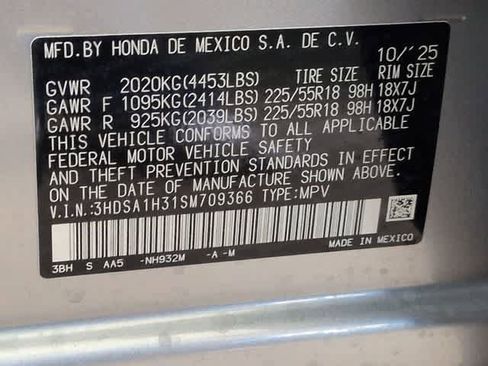 MFD.BY HONDA DE MEXICO S.A. DE C.V. 10/'25
GVWR 2020KG(4453LBS) TIRE SIZE RIM SIZE
GAWR F 1095KG(2414LBS) 225/55R18 98H 18X7J
GAWR R 925KG(2039LBS) 225/55R18 98H 18X7J
THIS VEHICLE CONFORMS TO ALL APPLICABLE
FEDERAL MOTOR VEHICLE SAFETY
AND THEFT PREVENTION STANDARDS IN EFFECT
ON THE DATE OF MANUFACTURE SHOWN ABOVE.
V.I.N.:3HDSA1H31SM709366 TYPE:MPV
3BH S AA5 -NH932M -A -M MADE IN MEXICO